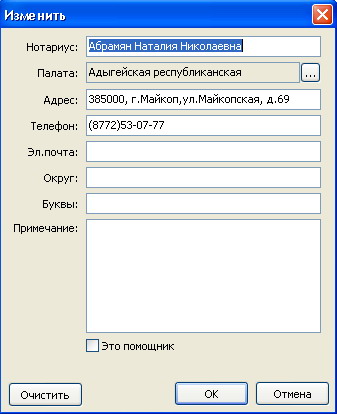 Изменить
Нотариус: Абрамян Наталия Николаевна
Палата: Адыгейская республиканская ...
Адрес: 385000, г.Майкоп,ул.Майкопская, д.69
Телефон: (8772)53-07-77
Эл.почта:
Округ:
Буквы:
Примечание:
Это помощник
Очистить OK Отмена